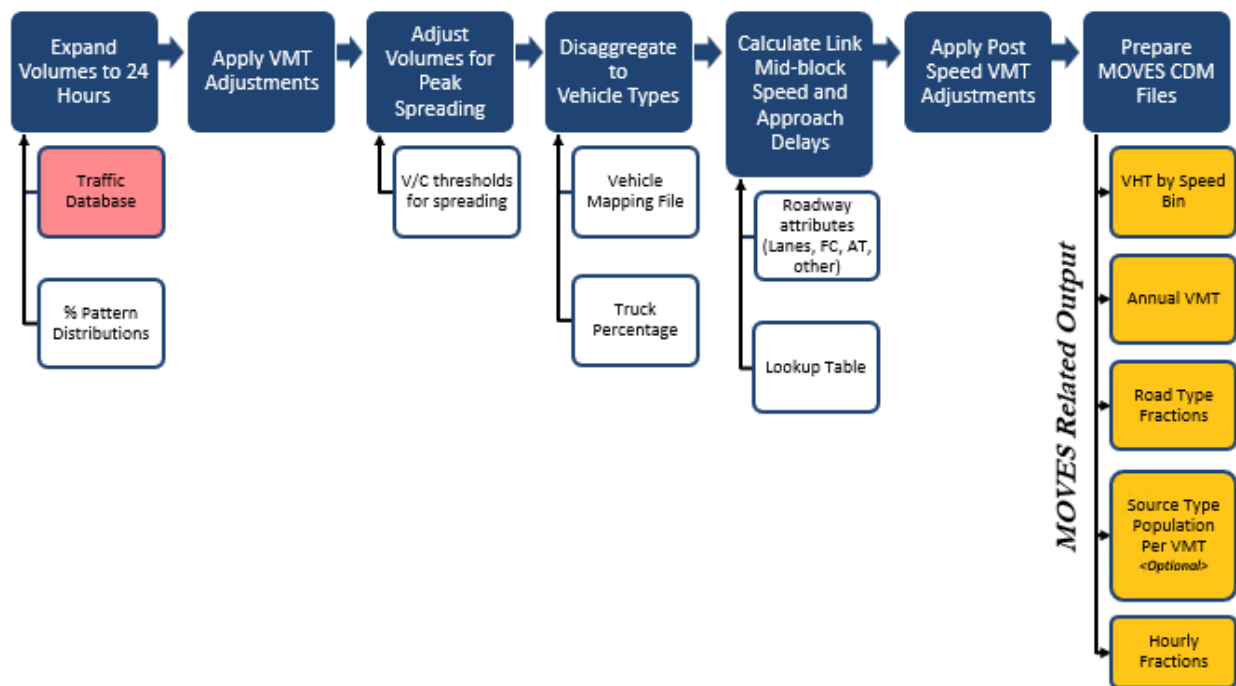 Expand
Volumes to 24
Hours
Apply VMT
Adjustments
Adjust
Volumes for
Peak
Spreading
Disaggregate
to
Vehicle Types
Calculate Link
Mid-block
Speed and
Approach
Delays
Apply Post
Speed VMT
Adjustments
Prepare
MOVES CDM
Files
Traffic
Database
% Pattern
Distributions
V/C thresholds
for spreading
Vehicle
Mapping File
Truck
Percentage
Roadway
attributes
(Lanes, FC, AT,
other)
Lookup Table
MOVES Related Output
VHT by Speed
Bin
Annual VMT
Road Type
Fractions
Source Type
Population
Per VMT
<Optional>
Hourly
Fractions